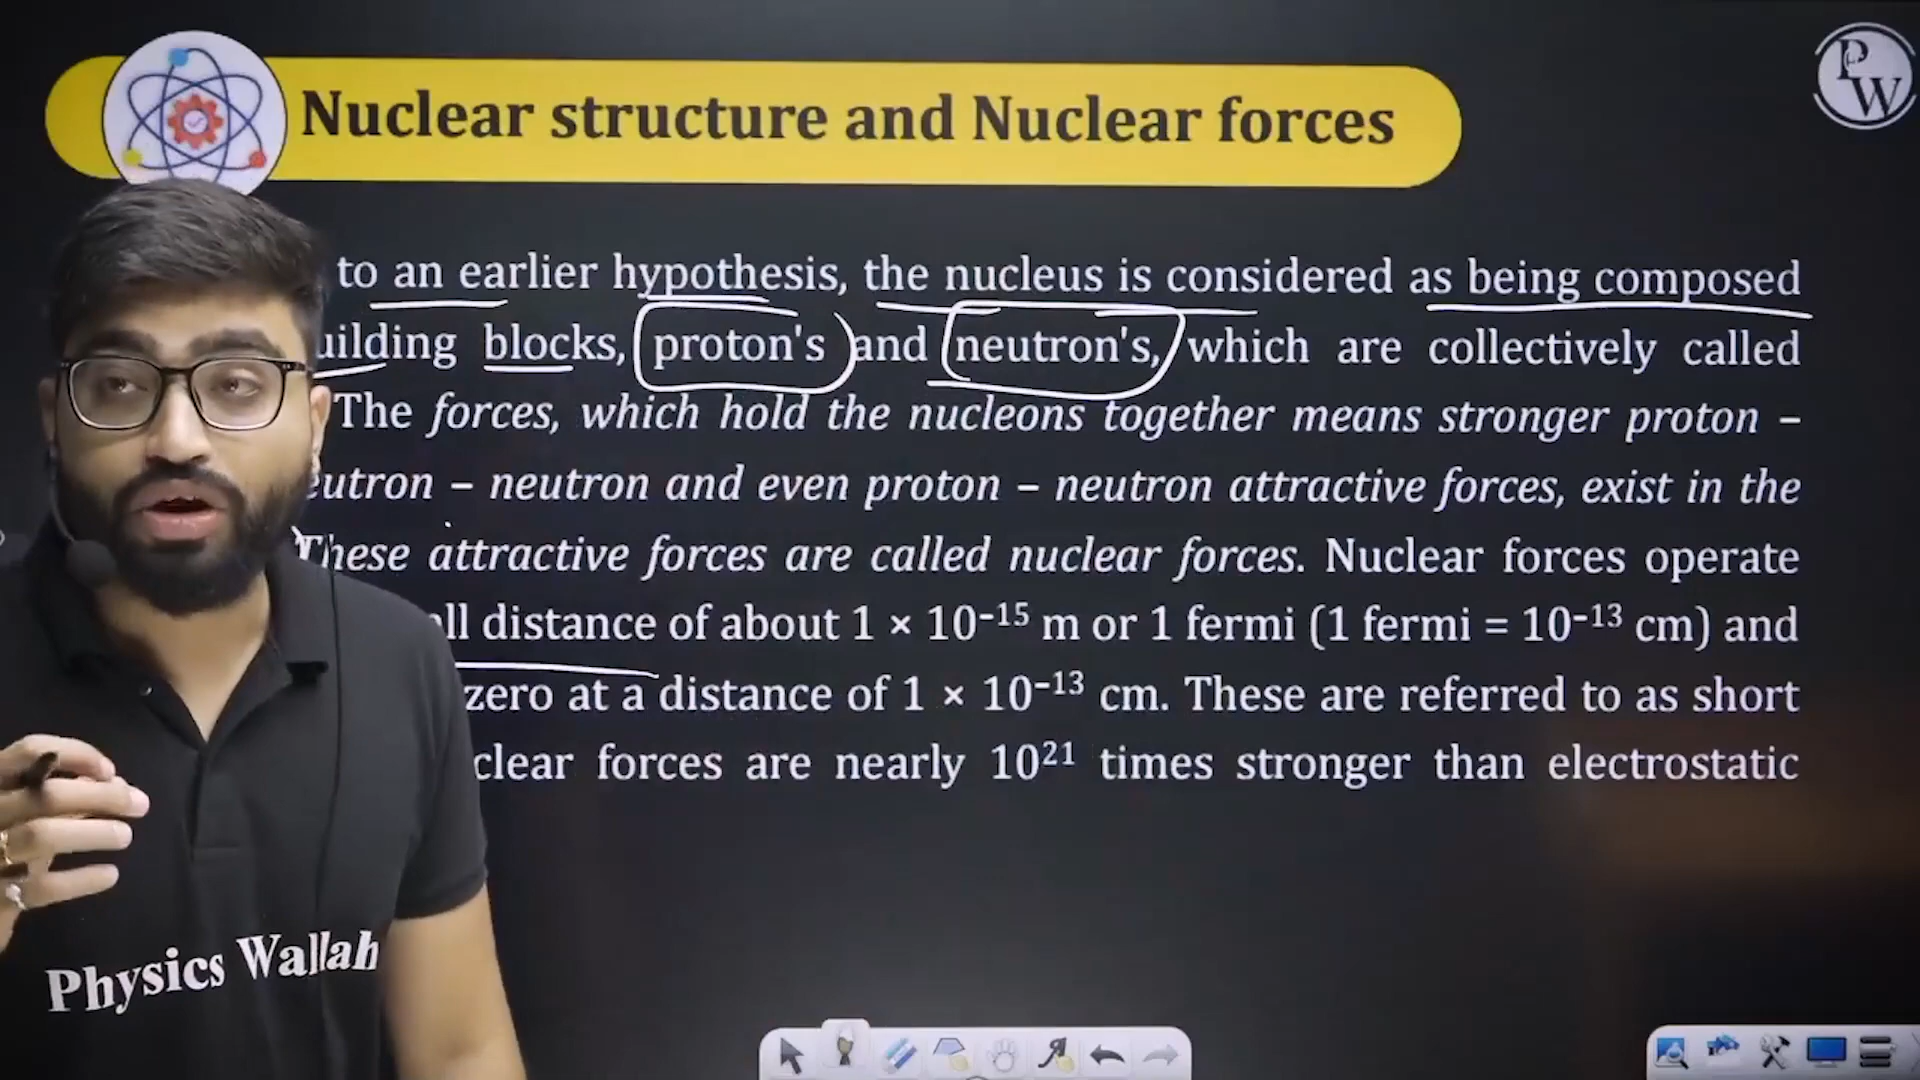 Nuclear structure and Nuclear forces
PW
to an earlier hypothesis, the nucleus is considered as being composed
uilding blocks, proton's and neutron's, which are collectively called
The forces, which hold the nucleons together means stronger proton –
eutron – neutron and even proton – neutron attractive forces, exist in the
These attractive forces are called nuclear forces. Nuclear forces operate
ll distance of about 1 × 10⁻¹⁵ m or 1 fermi (1 fermi = 10⁻¹³ cm) and
zero at a distance of 1 × 10⁻¹³ cm. These are referred to as short
clear forces are nearly 10²¹ times stronger than electrostatic
Physics Wallah